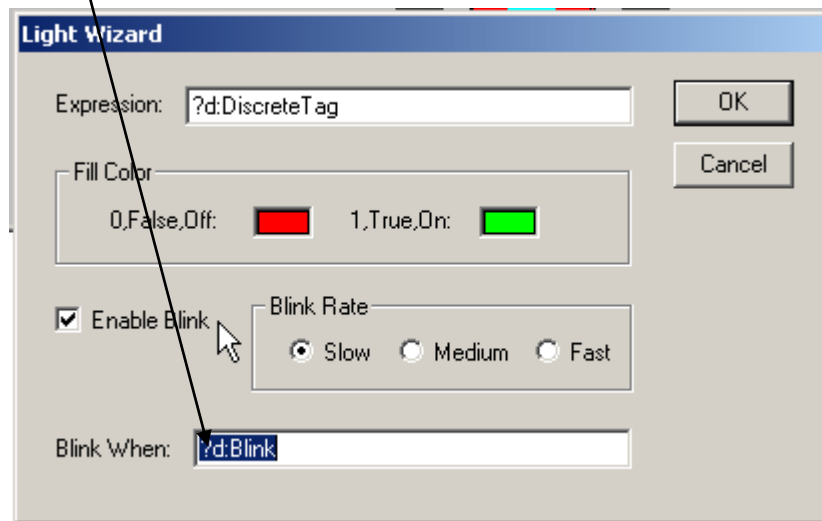 Light Wizard
Expression: ?d:DiscreteTag
OK
Cancel
Fill Color
0,False,Off: 1,True,On:
Enable Blink
Blink Rate
Slow Medium Fast
Blink When: ?d:Blink